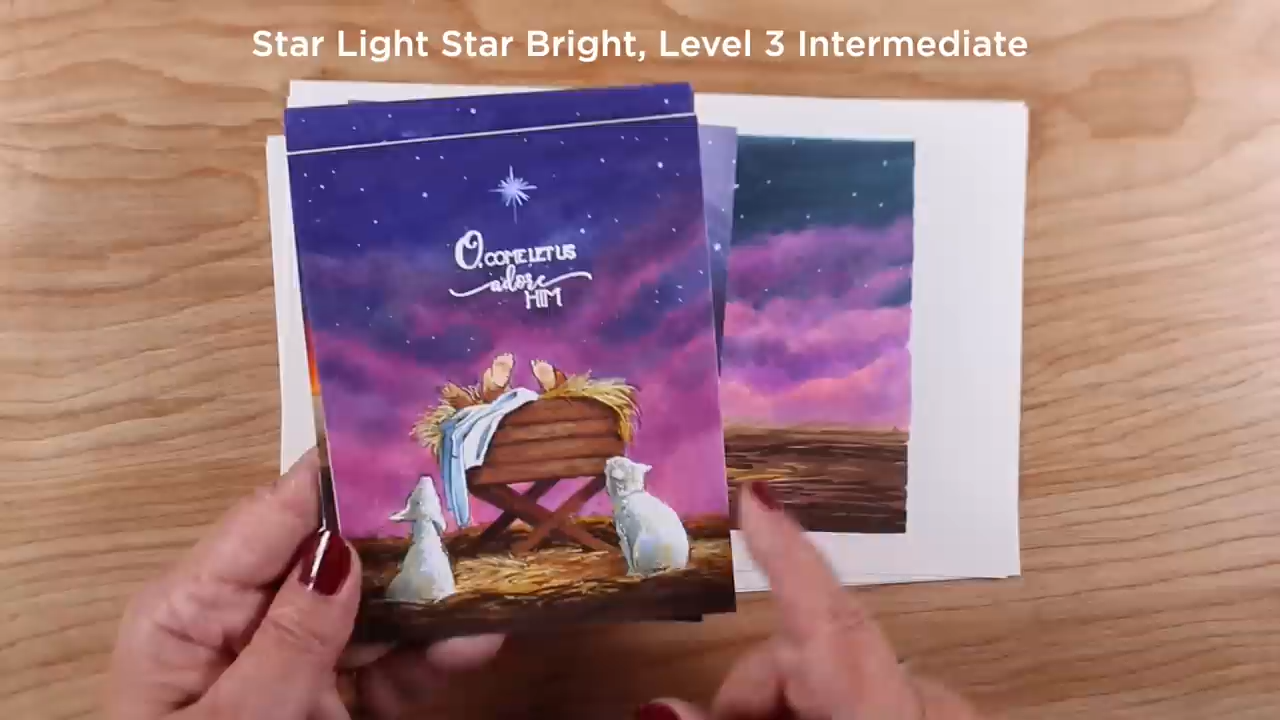 Star Light Star Bright, Level 3 Intermediate
O, COME LET US
adore
HIM